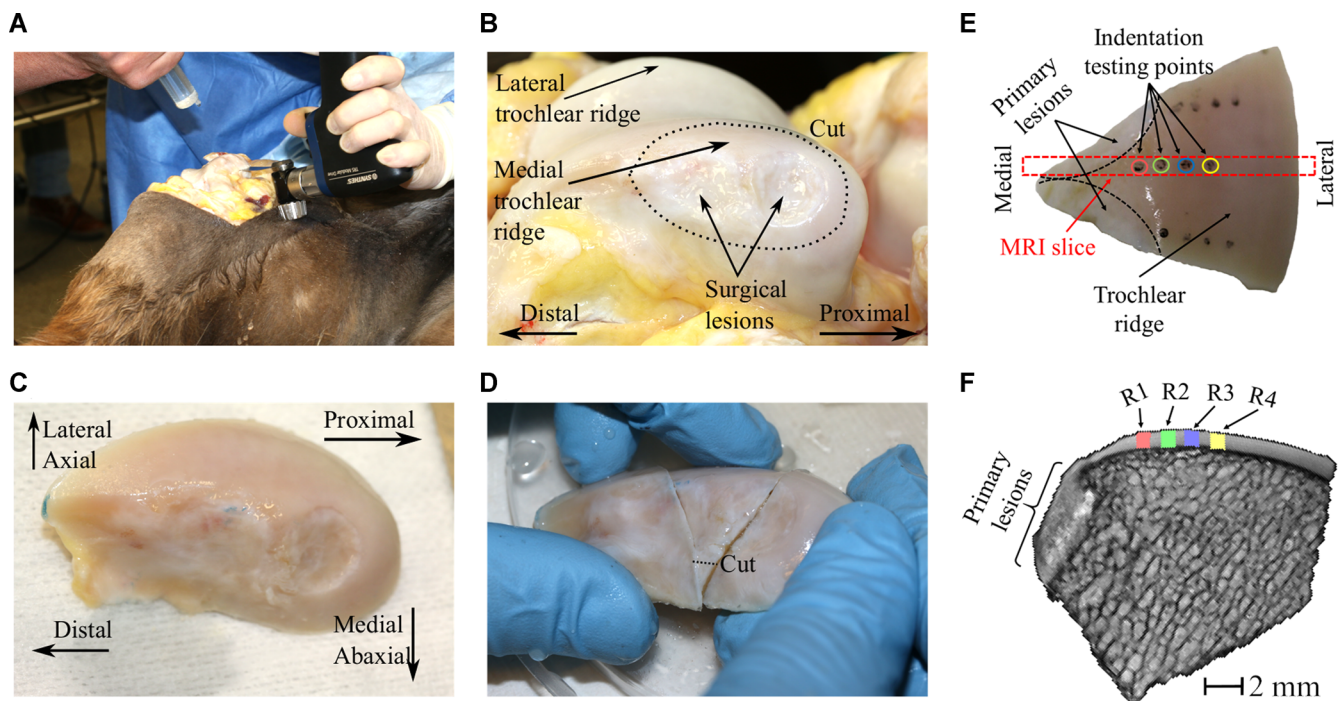 A
SYNTHES
B
Lateral
trochlear ridge
Cut
Medial
trochlear
ridge
Surgical
lesions
Distal
Proximal
C
Lateral
Axial
Proximal
Distal
Medial
Abaxial
D
Cut
E
Indentation
testing points
Primary
lesions
Medial
Lateral
MRI slice
Trochlear
ridge
F
R1
R2
R3
R4
Primary
lesions
2 mm